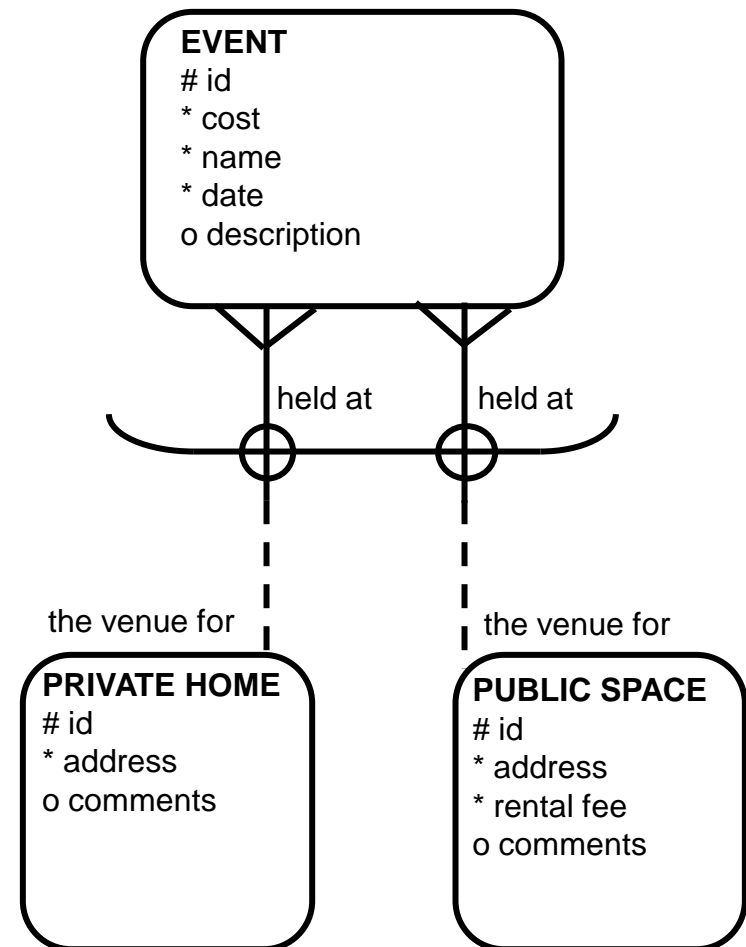 EVENT
# id
* cost
* name
* date
o description
held at
held at
the venue for
the venue for
PRIVATE HOME
# id
* address
o comments
PUBLIC SPACE
# id
* address
* rental fee
o comments